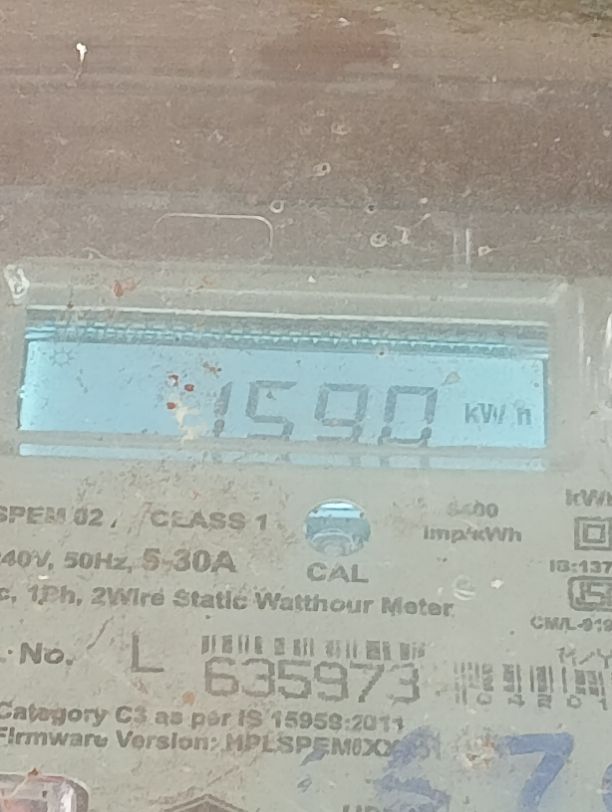 1590 kWh
SPEM 02, CLASS 1
imp/kWh
240V, 50Hz, 5-30A
CAL
c, 1Ph, 2Wire Static Watthour Meter
No. L
635973
Category C3 as per IS 15959:2011
Firmware Version: HPLSPEM